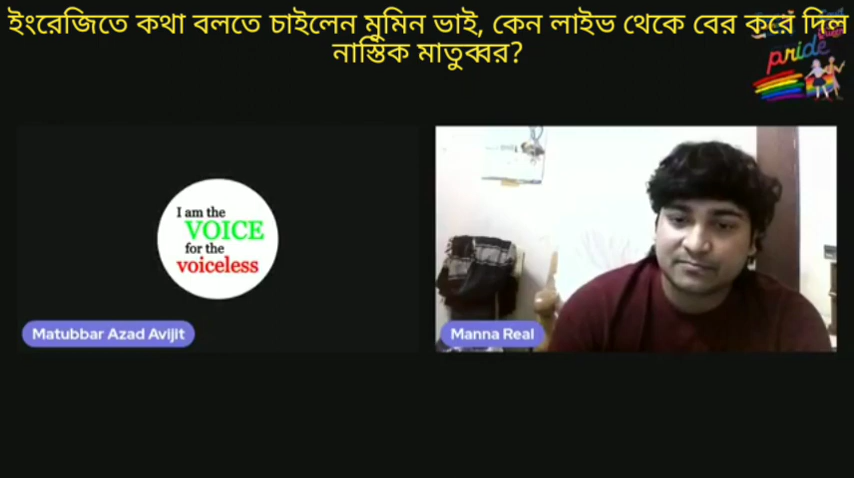 ইংরেজিতে কথা বলতে চাইলেন মুমিন ভাই, কেন লাইভ থেকে বের করে দিল
নাস্তিক মাতুব্বর?
pride
I am the
VOICE
for the
voiceless
Matubbar Azad Avijit
Manna Real